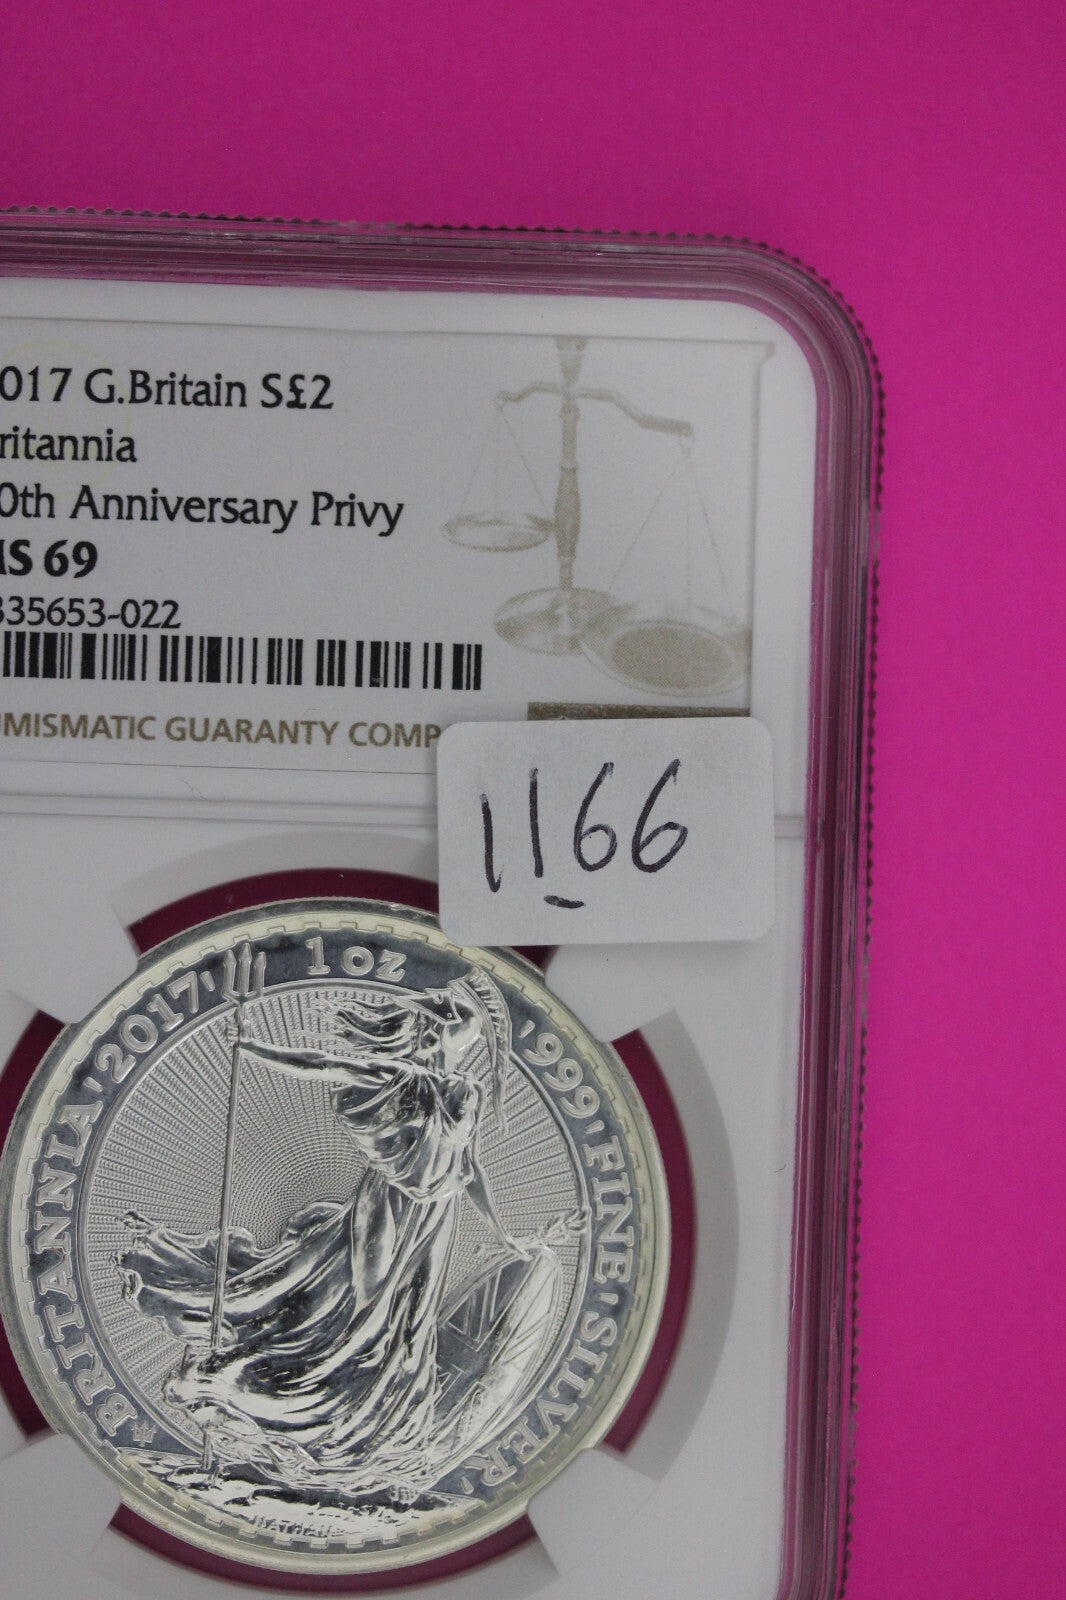 017 G.Britain S£2
ritannia
0th Anniversary Privy
MS 69
335653-022
UMISMATIC GUARANTY COMP
1166
1 oz
BRITANNIA '2017'
'999' FINE 'SILVER'